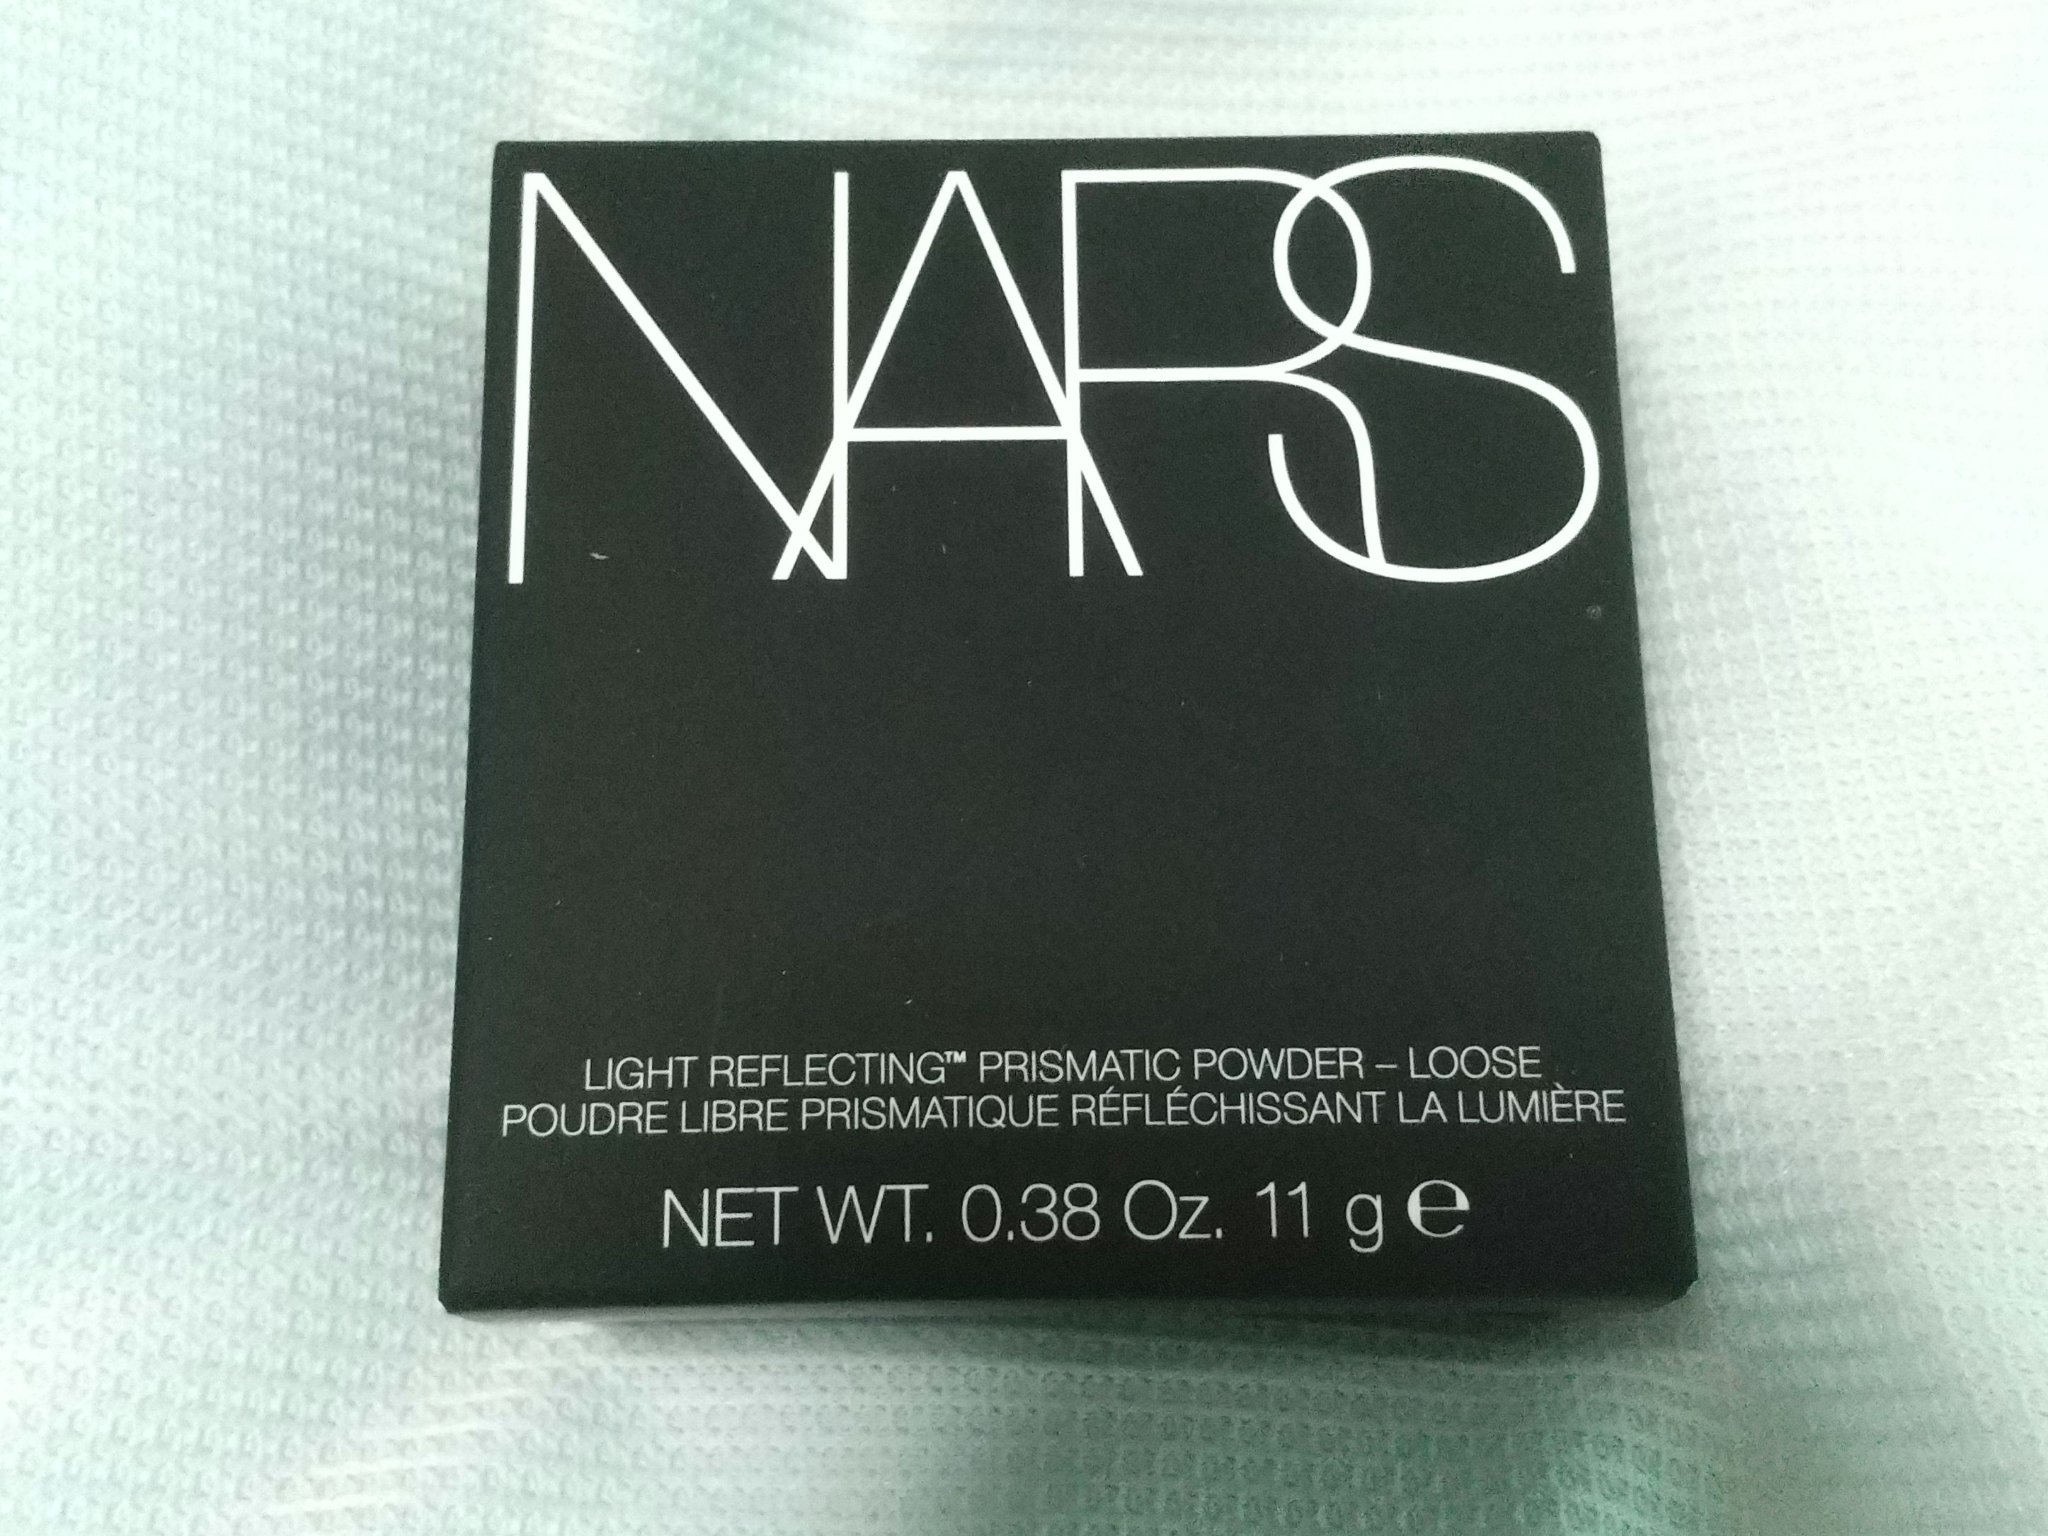 NARS
LIGHT REFLECTING™ PRISMATIC POWDER – LOOSE
POUDRE LIBRE PRISMATIQUE RÉFLÉCHISSANT LA LUMIÈRE
NET WT. 0.38 Oz. 11 g ℮